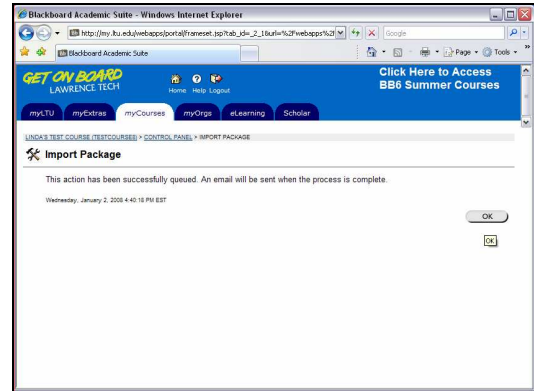 Blackboard Academic Suite - Windows Internet Explorer
http://my.ltu.edu/webapps/portal/frameset.jsp?tab_id=_2_1&url=%2Fwebapps%2f
Google
Blackboard Academic Suite
Page
Tools
GET ON BOARD
LAWRENCE TECH
Home Help Logout
Click Here to Access
BB6 Summer Courses
myLTU myExtras myCourses myOrgs eLearning Scholar
LINDA'S TEST COURSE (TESTCOURSEB) > CONTROL PANEL > IMPORT PACKAGE
Import Package
This action has been successfully queued. An email will be sent when the process is complete.
Wednesday, January 2, 2008 4:40:18 PM EST
OK
OK